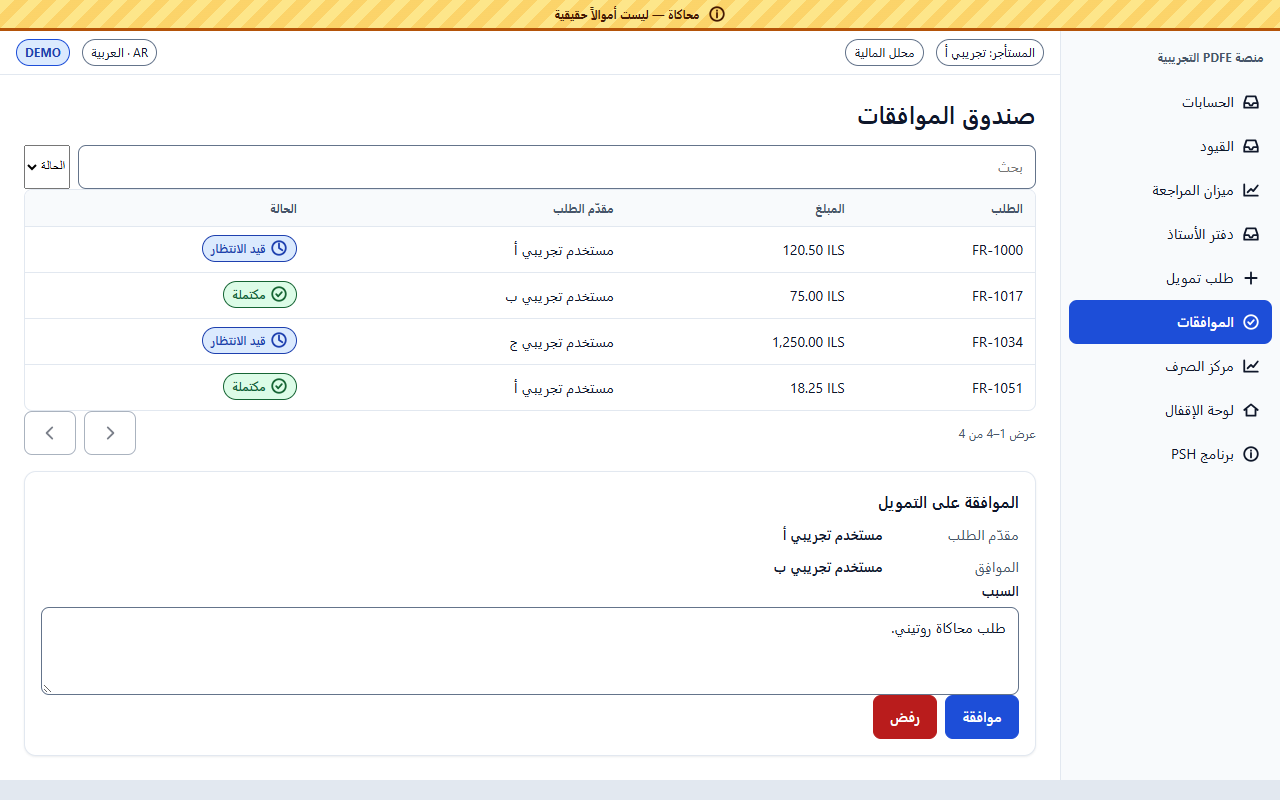 محاكاة — ليست أموالاً حقيقية
منصة PDFE التجريبية
الحسابات
القيود
ميزان المراجعة
دفتر الأستاذ
طلب تمويل
الموافقات
مركز الصرف
لوحة الإقفال
برنامج PSH
المستأجر: تجريبي أ
محلل المالية
AR · العربية
DEMO
صندوق الموافقات
بحث
الحالة
الطلب المبلغ مقدّم الطلب الحالة
FR-1000 120.50 ILS مستخدم تجريبي أ قيد الانتظار
FR-1017 75.00 ILS مستخدم تجريبي ب مكتملة
FR-1034 1,250.00 ILS مستخدم تجريبي ج قيد الانتظار
FR-1051 18.25 ILS مستخدم تجريبي أ مكتملة
عرض 1–4 من 4
الموافقة على التمويل
مقدّم الطلب مستخدم تجريبي أ
الموافِق مستخدم تجريبي ب
السبب
طلب محاكاة روتيني.
موافقة
رفض